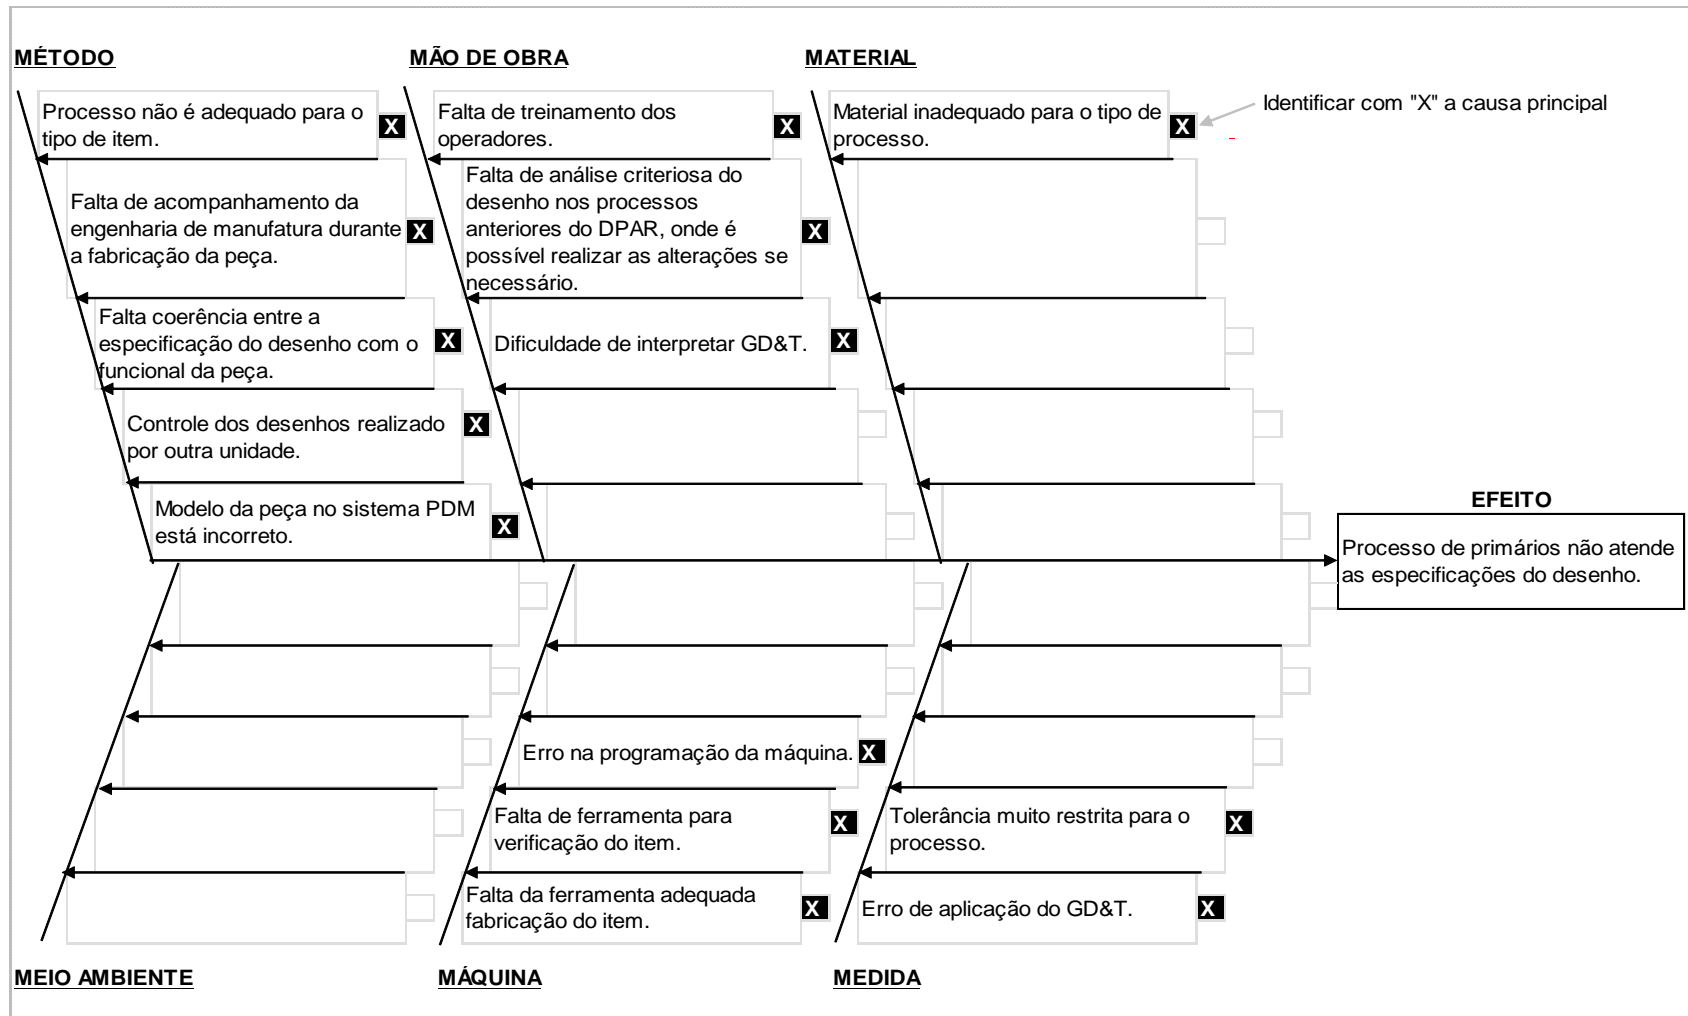 MÉTODO
Processo não é adequado para o
tipo de item.
X
Falta de acompanhamento da
engenharia de manufatura durante
a fabricação da peça.
X
Falta coerência entre a
especificação do desenho com o
funcional da peça.
X
Controle dos desenhos realizado
por outra unidade.
X
Modelo da peça no sistema PDM
está incorreto.
X
MÃO DE OBRA
Falta de treinamento dos
operadores.
X
Falta de análise criteriosa do
desenho nos processos
anteriores do DPAR, onde é
possível realizar as alterações se
necessário.
X
Dificuldade de interpretar GD&T.
X
MATERIAL
Material inadequado para o tipo de
processo.
X
Identificar com "X" a causa principal
EFEITO
Processo de primários não atende
as especificações do desenho.
Erro na programação da máquina.
X
Falta de ferramenta para
verificação do item.
X
Falta da ferramenta adequada
fabricação do item.
X
Tolerância muito restrita para o
processo.
X
Erro de aplicação do GD&T.
X
MEIO AMBIENTE
MÁQUINA
MEDIDA